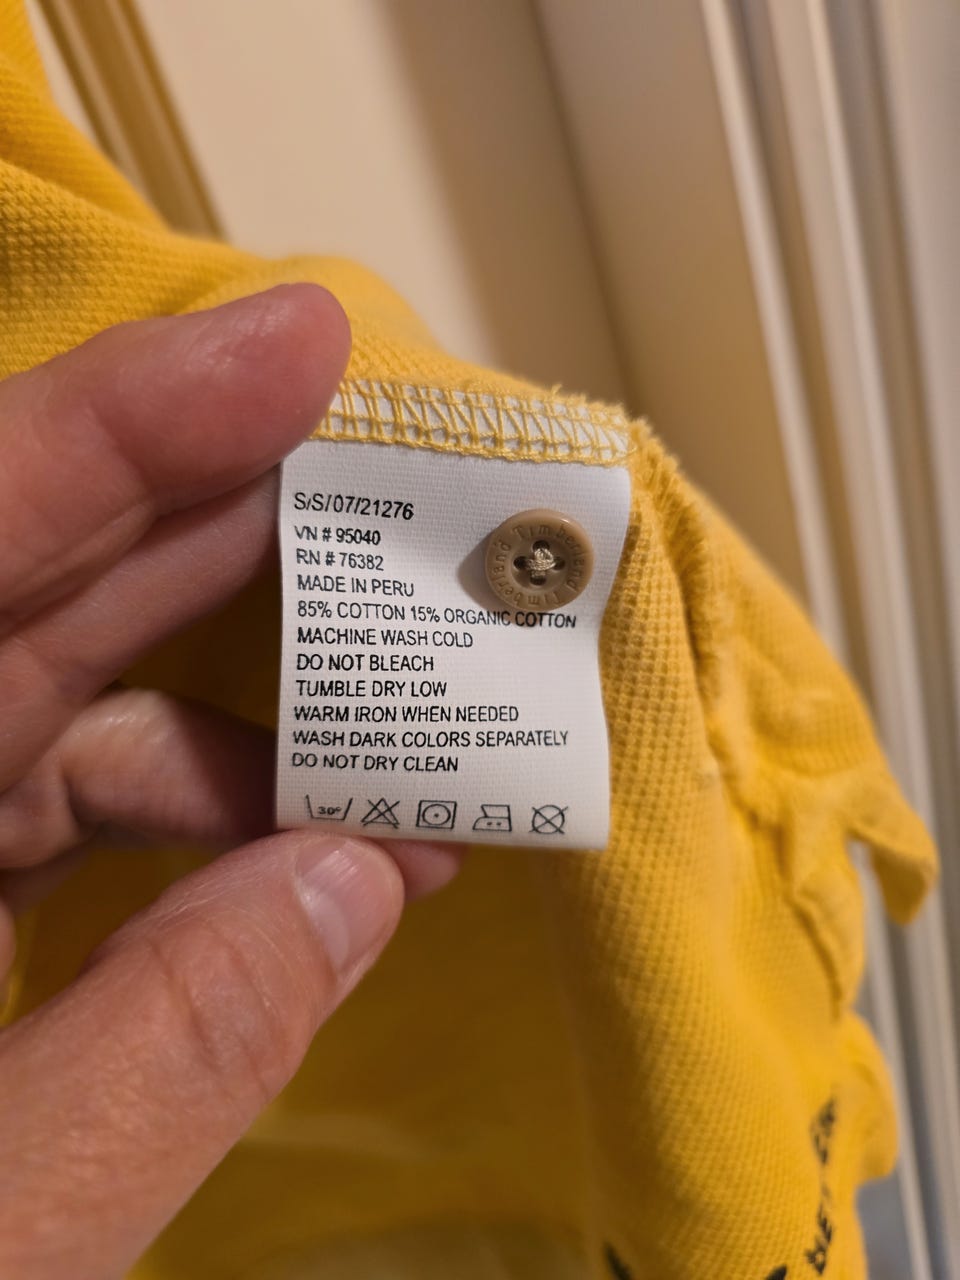 S/S/07/21276
VN # 95040
RN # 76382
MADE IN PERU
85% COTTON 15% ORGANIC COTTON
MACHINE WASH COLD
DO NOT BLEACH
TUMBLE DRY LOW
WARM IRON WHEN NEEDED
WASH DARK COLORS SEPARATELY
DO NOT DRY CLEAN
30°
Timberland Timberland